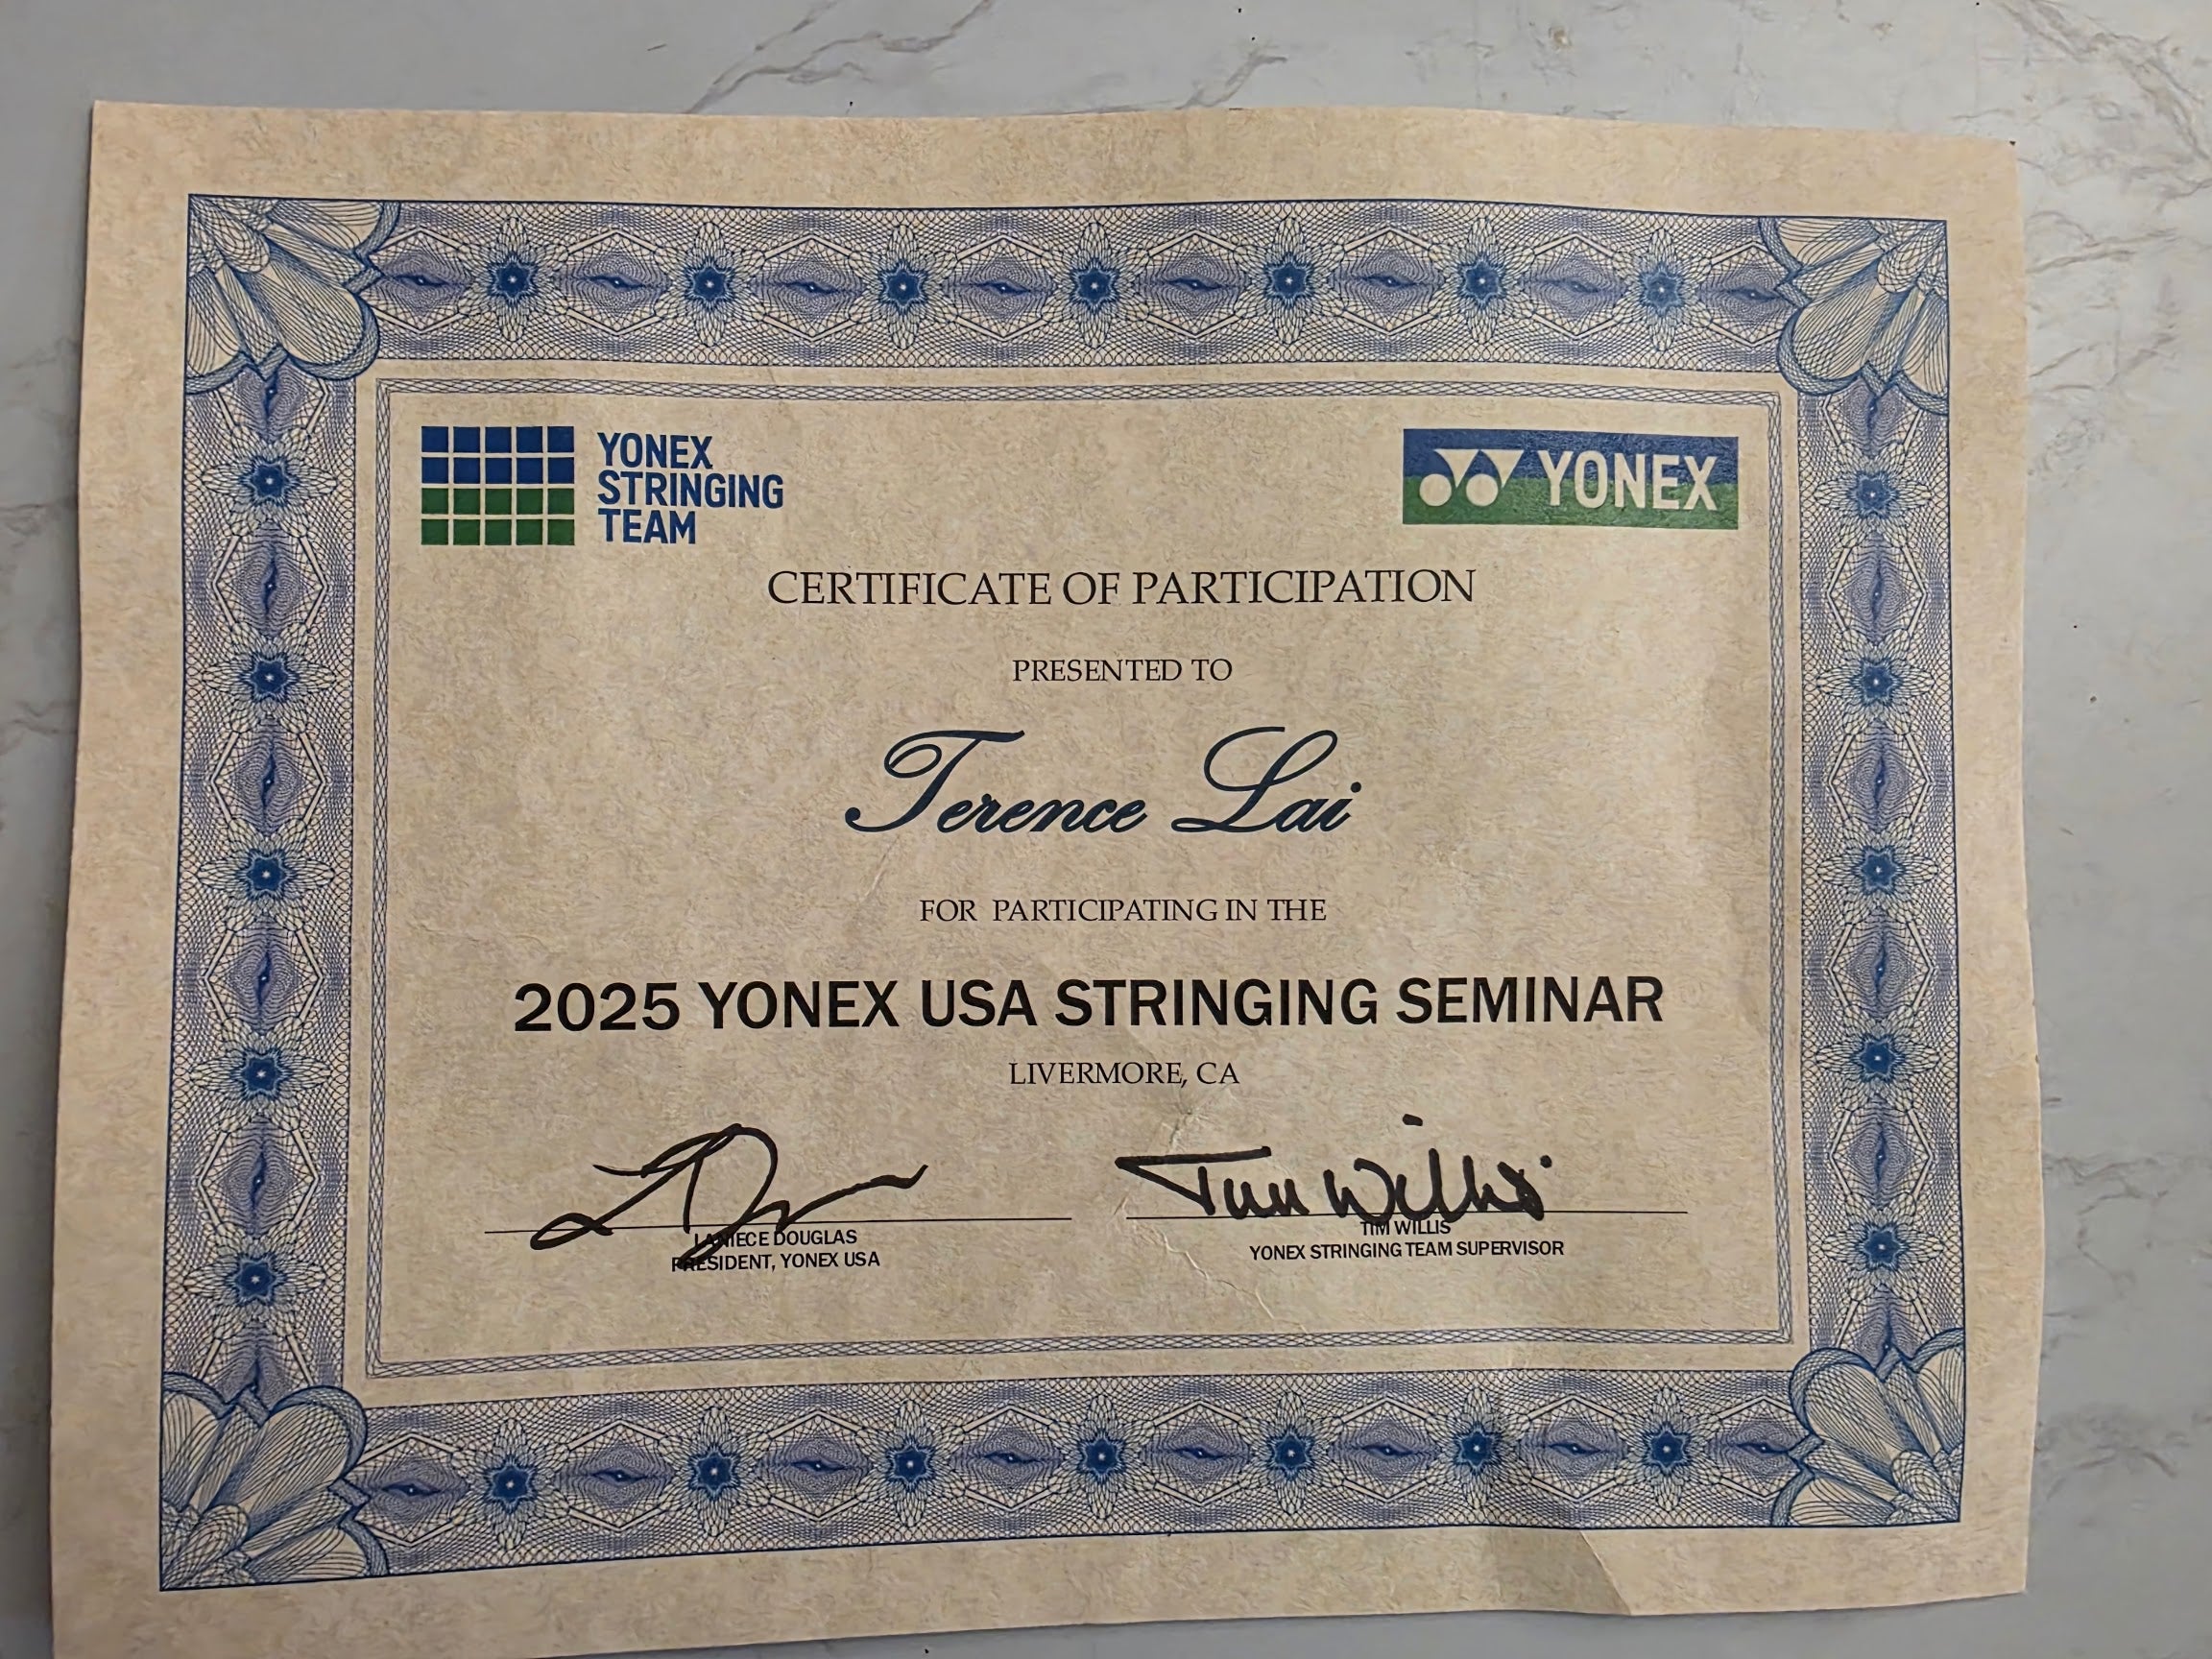 YONEX
STRINGING
TEAM
YONEX
CERTIFICATE OF PARTICIPATION
PRESENTED TO
Terence Lai
FOR PARTICIPATING IN THE
2025 YONEX USA STRINGING SEMINAR
LIVERMORE, CA
Tim Willis
LANIECE DOUGLAS
PRESIDENT, YONEX USA
TIM WILLIS
YONEX STRINGING TEAM SUPERVISOR